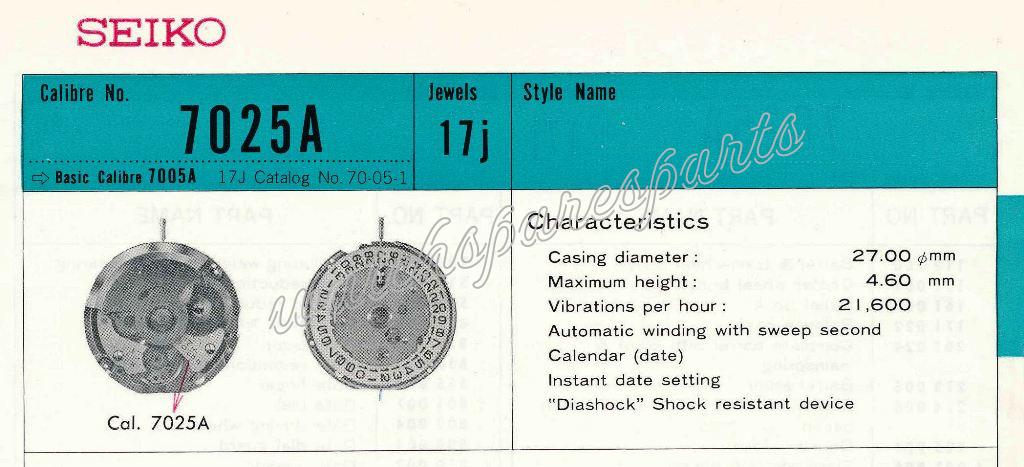 SEIKO
Calibre No.
7025A
⇨ Basic Calibre 7005A 17J Catalog No. 70-05-1
Jewels
17j
Style Name
watchsparesparts
Characteristics
Casing diameter : 27.00 ϕmm
Maximum height : 4.60 mm
Vibrations per hour : 21,600
Automatic winding with sweep second
Calendar (date)
Instant date setting
"Diashock" Shock resistant device
Cal. 7025A